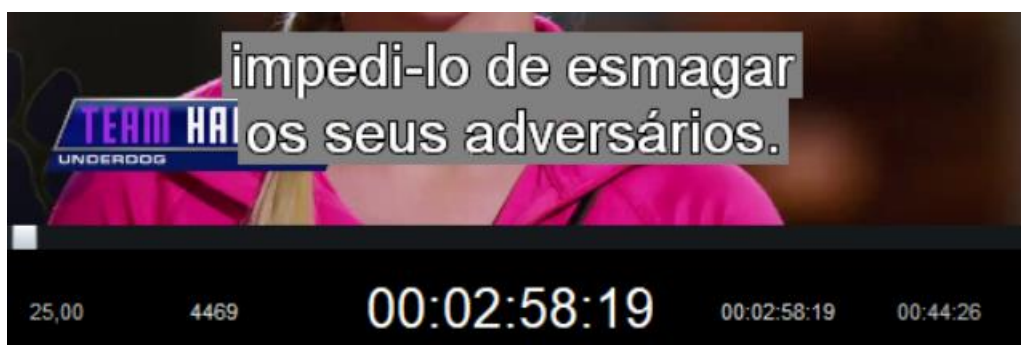 impedi-lo de esmagar
os seus adversários.
TEAM
UNDERDOG
25,00 4469 00:02:58:19 00:02:58:19 00:44:26